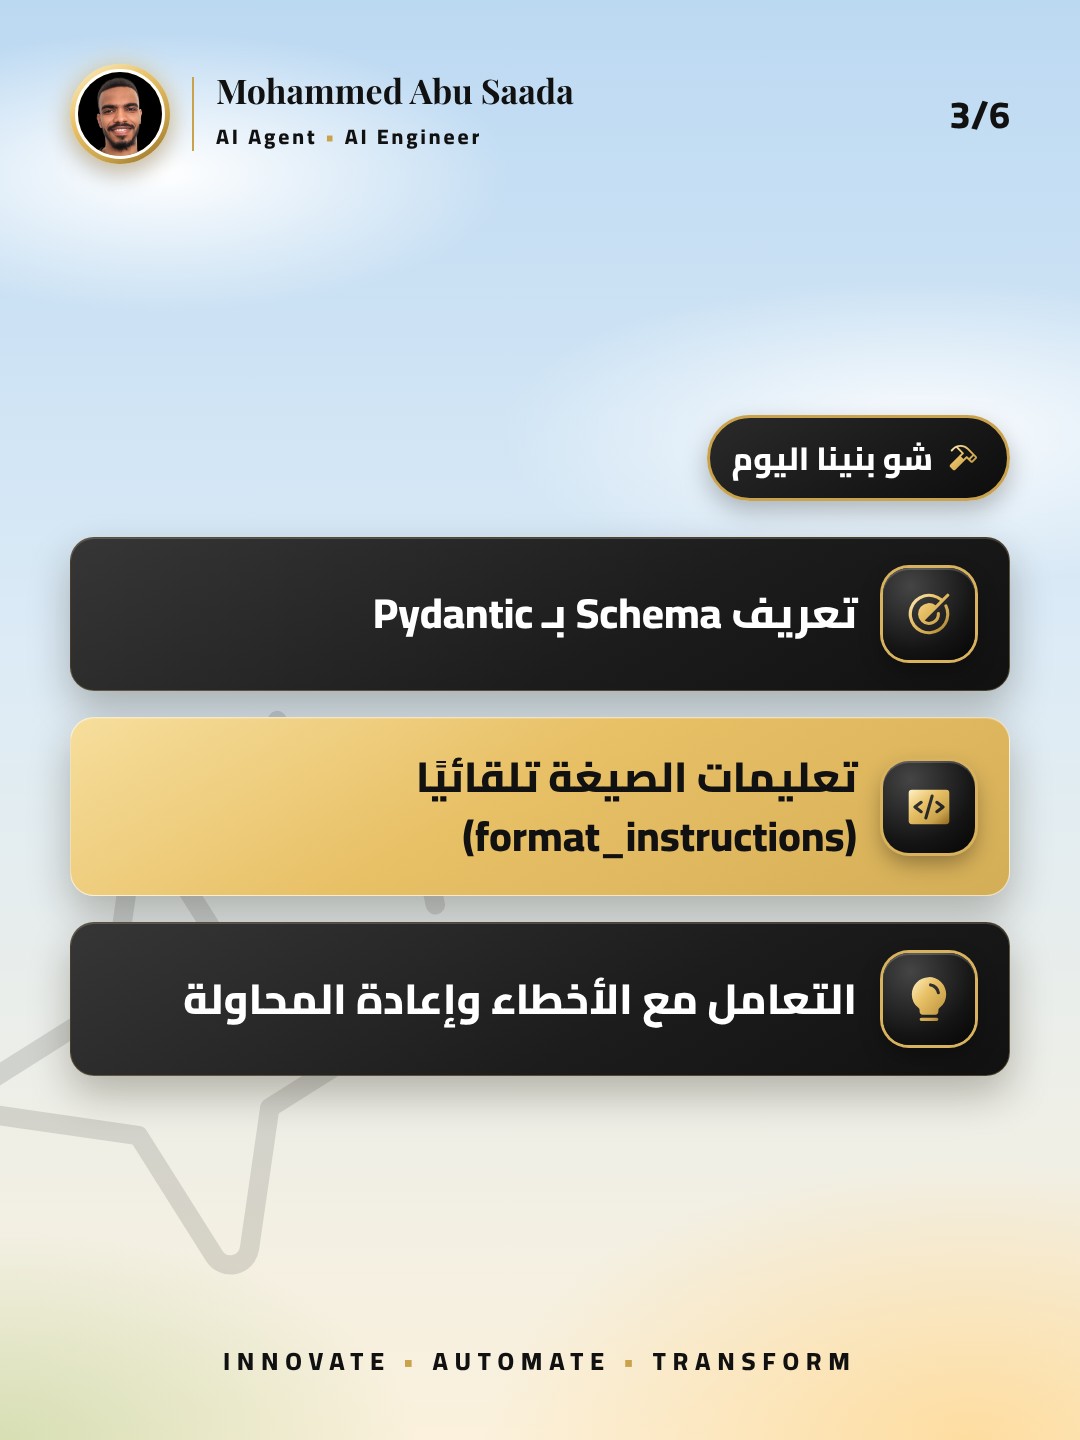 Mohammed Abu Saada
AI Agent ▪ AI Engineer
3/6
شو بنينا اليوم
تعريف Schema بـ Pydantic
تعليمات الصيغة تلقائيًا
(format_instructions)
التعامل مع الأخطاء وإعادة المحاولة
INNOVATE ▪ AUTOMATE ▪ TRANSFORM